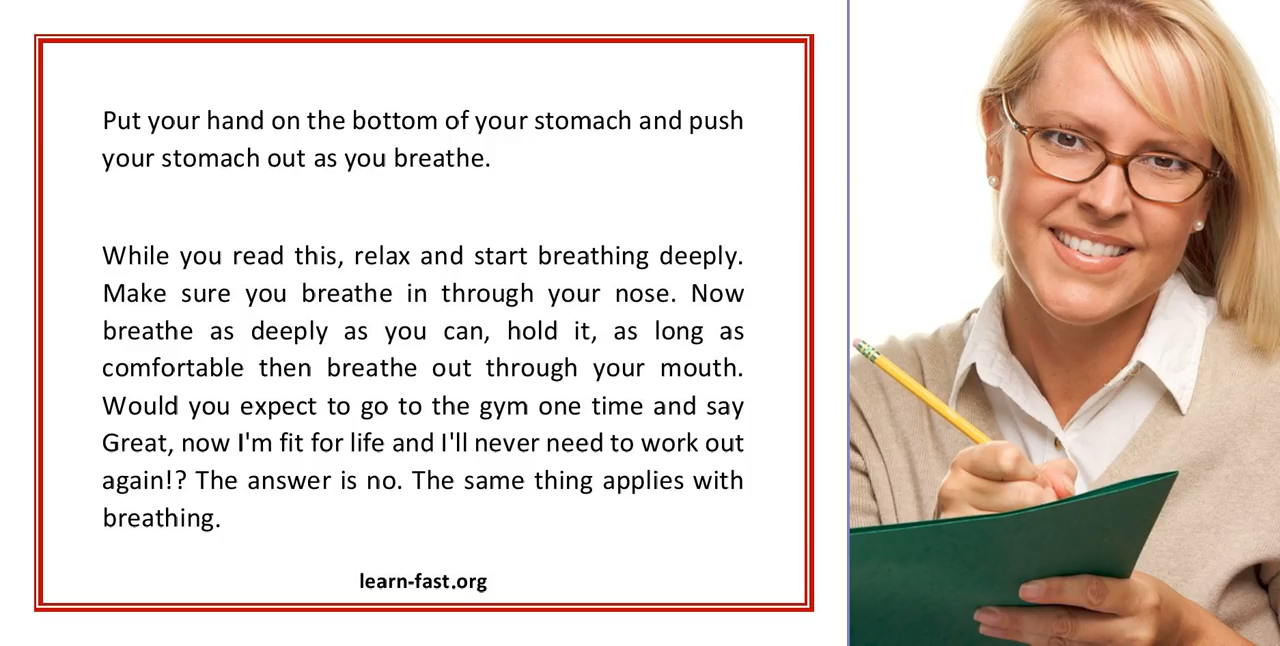 Put your hand on the bottom of your stomach and push
your stomach out as you breathe.
While you read this, relax and start breathing deeply.
Make sure you breathe in through your nose. Now
breathe as deeply as you can, hold it, as long as
comfortable then breathe out through your mouth.
Would you expect to go to the gym one time and say
Great, now I'm fit for life and I'll never need to work out
again!? The answer is no. The same thing applies with
breathing.
learn-fast.org